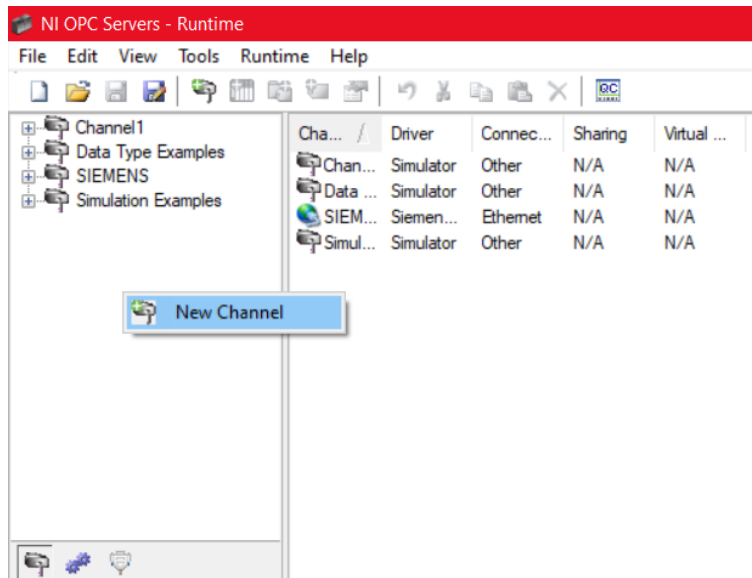 NI OPC Servers - Runtime
File Edit View Tools Runtime Help
QC
Channel1
Data Type Examples
SIEMENS
Simulation Examples
New Channel
Cha... Driver Connec... Sharing Virtual ...
Chan... Simulator Other N/A N/A
Data ... Simulator Other N/A N/A
SIEM... Siemen... Ethernet N/A N/A
Simul... Simulator Other N/A N/A